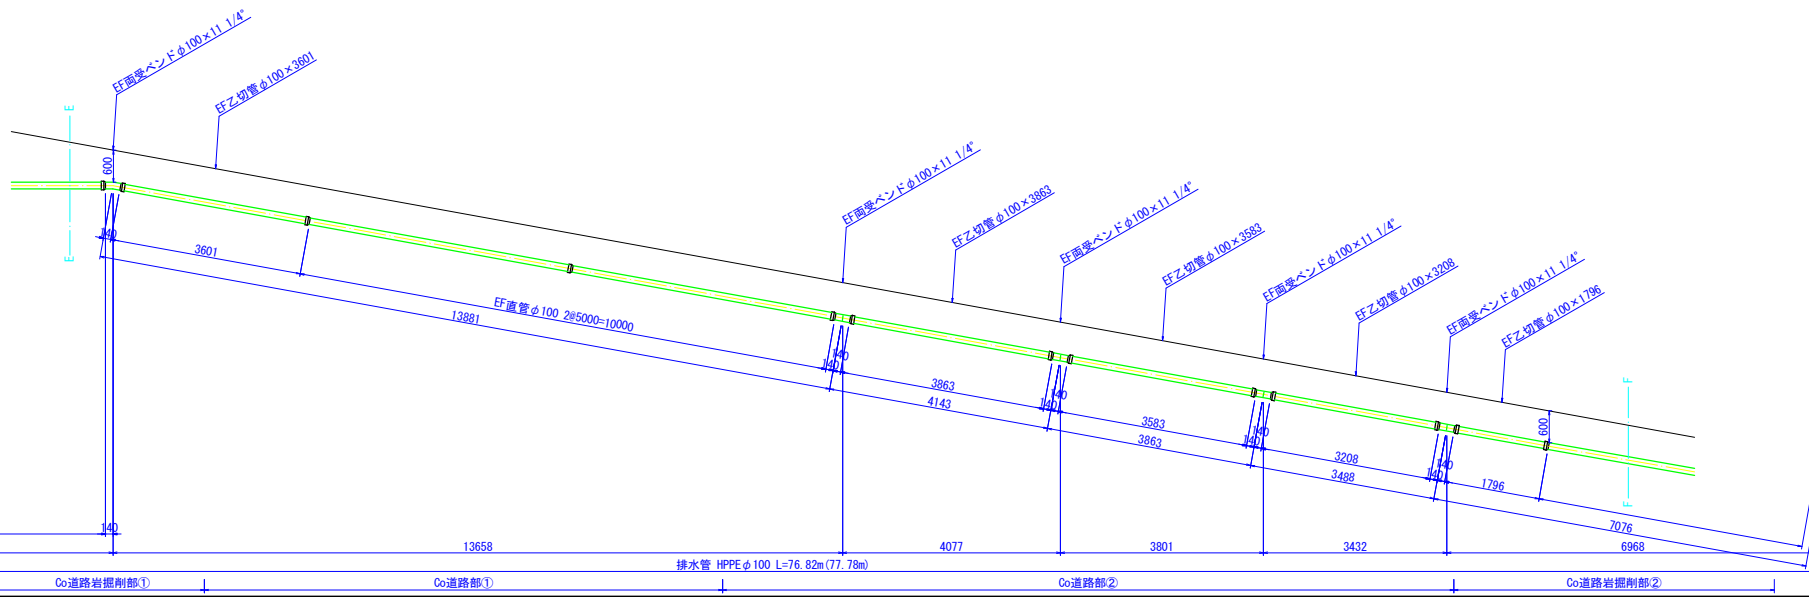 EF両受ベンドφ100×11 1/4°
EF乙切管φ100×3601
EF両受ベンドφ100×11 1/4°
EF乙切管φ100×3863
EF両受ベンドφ100×11 1/4°
EF乙切管φ100×3583
EF両受ベンドφ100×11 1/4°
EF乙切管φ100×3208
EF両受ベンドφ100×11 1/4°
EF乙切管φ100×1796
E
E
600
140
3601
EF直管φ100 2@5000=10000
13881
140
140
3863
4143
140
140
3583
3863
140
140
3208
3488
140
140
1796
7076
600
F
F
140
13658
4077
3801
3432
6968
排水管 HPPEφ100 L=76.82m(77.78m)
Co道路岩掘削部①
Co道路部①
Co道路部②
Co道路岩掘削部②